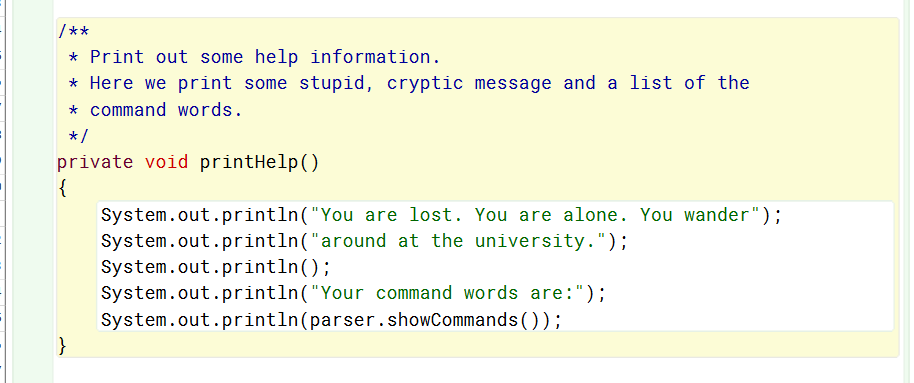 /**
 * Print out some help information.
 * Here we print some stupid, cryptic message and a list of the
 * command words.
 */
private void printHelp()
{
    System.out.println("You are lost. You are alone. You wander");
    System.out.println("around at the university.");
    System.out.println();
    System.out.println("Your command words are:");
    System.out.println(parser.showCommands());
}